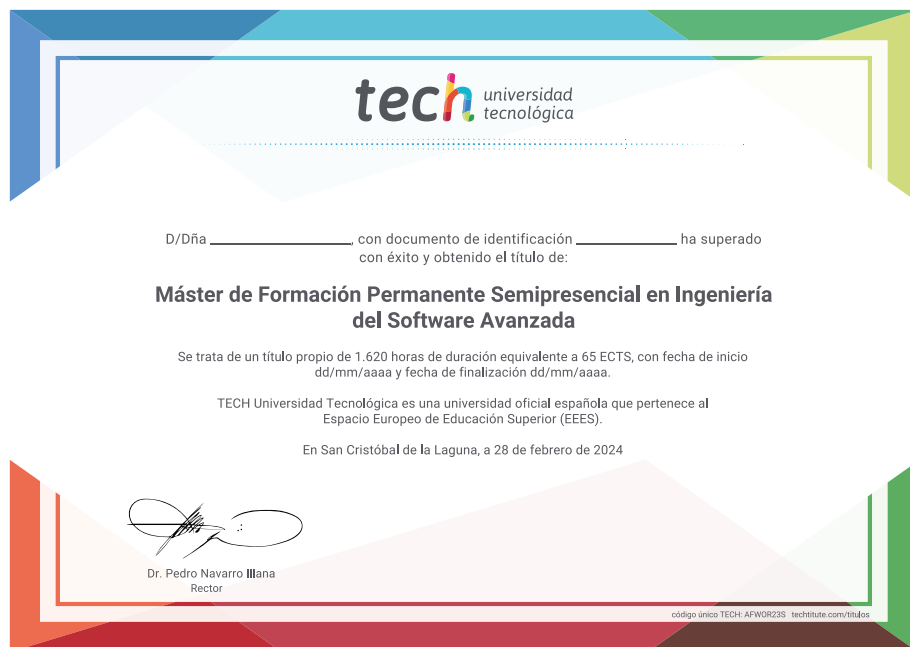 tech universidad
tecnológica
D/Dña ____________________, con documento de identificación ______________ ha superado
con éxito y obtenido el título de:
Máster de Formación Permanente Semipresencial en Ingeniería
del Software Avanzada
Se trata de un título propio de 1.620 horas de duración equivalente a 65 ECTS, con fecha de inicio
dd/mm/aaaa y fecha de finalización dd/mm/aaaa.
TECH Universidad Tecnológica es una universidad oficial española que pertenece al
Espacio Europeo de Educación Superior (EEES).
En San Cristóbal de la Laguna, a 28 de febrero de 2024
Dr. Pedro Navarro Illana
Rector
código único TECH: AFWOR23S techtitute.com/titulos